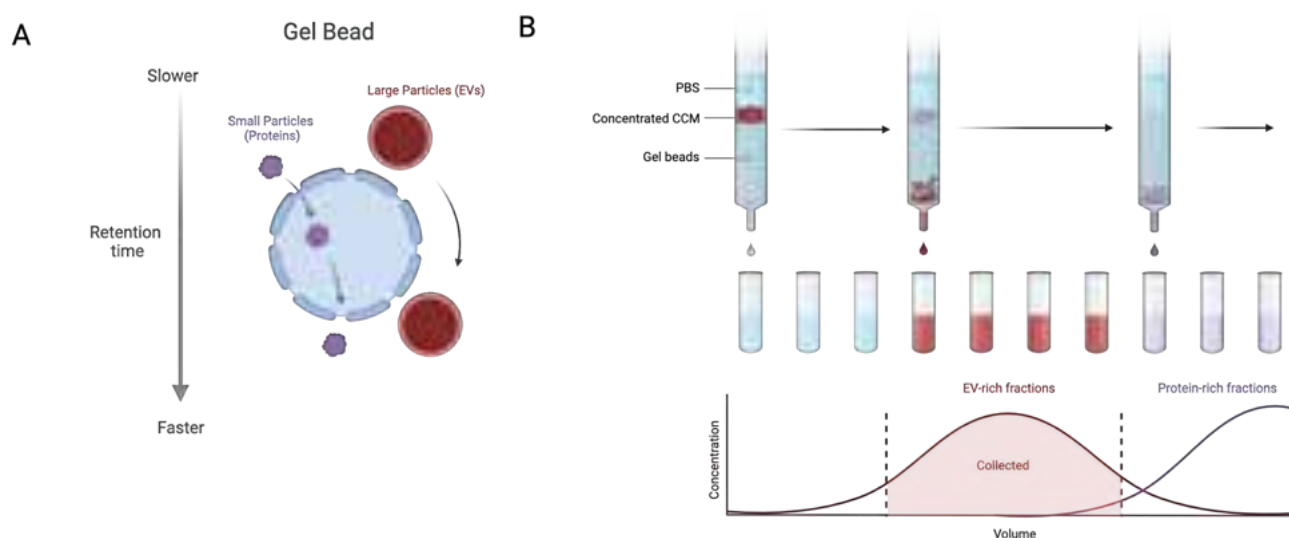 A
Gel Bead
Slower
Large Particles (EVs)
Small Particles
(Proteins)
Retention
time
Faster
B
PBS
Concentrated CCM
Gel beads
EV-rich fractions
Protein-rich fractions
Concentration
Collected
Volume